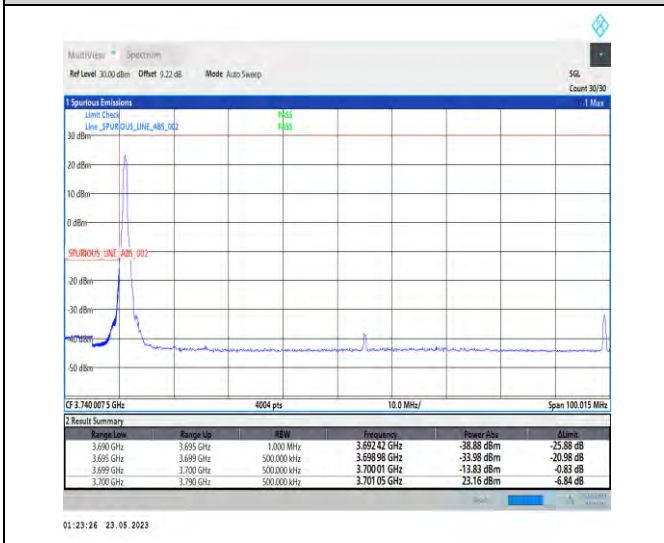 MultiView Spectrum
Ref Level 30.00 dBm Offset 9.22 dB Mode Auto Sweep SGL
Count 30/30
1 Spurious Emissions 1 Max
Limit Check PASS
Line _SPURIOUS_LINE_ABS_002 PASS
30 dBm
20 dBm
10 dBm
0 dBm
_SPURIOUS_LINE_ABS_002
-20 dBm
-30 dBm
-40 dBm
-50 dBm
CF 3.740 007 5 GHz 4004 pts 10.0 MHz/ Span 100.015 MHz
2 Result Summary
Range Low Range Up RBW Frequency Power Abs ΔLimit
3.690 GHz 3.695 GHz 1.000 MHz 3.692 42 GHz -38.88 dBm -25.88 dB
3.695 GHz 3.699 GHz 500.000 kHz 3.698 98 GHz -33.98 dBm -20.98 dB
3.699 GHz 3.700 GHz 500.000 kHz 3.700 01 GHz -13.83 dBm -0.83 dB
3.700 GHz 3.790 GHz 500.000 kHz 3.701 05 GHz 23.16 dBm -6.84 dB
01:23:26 23.05.2023